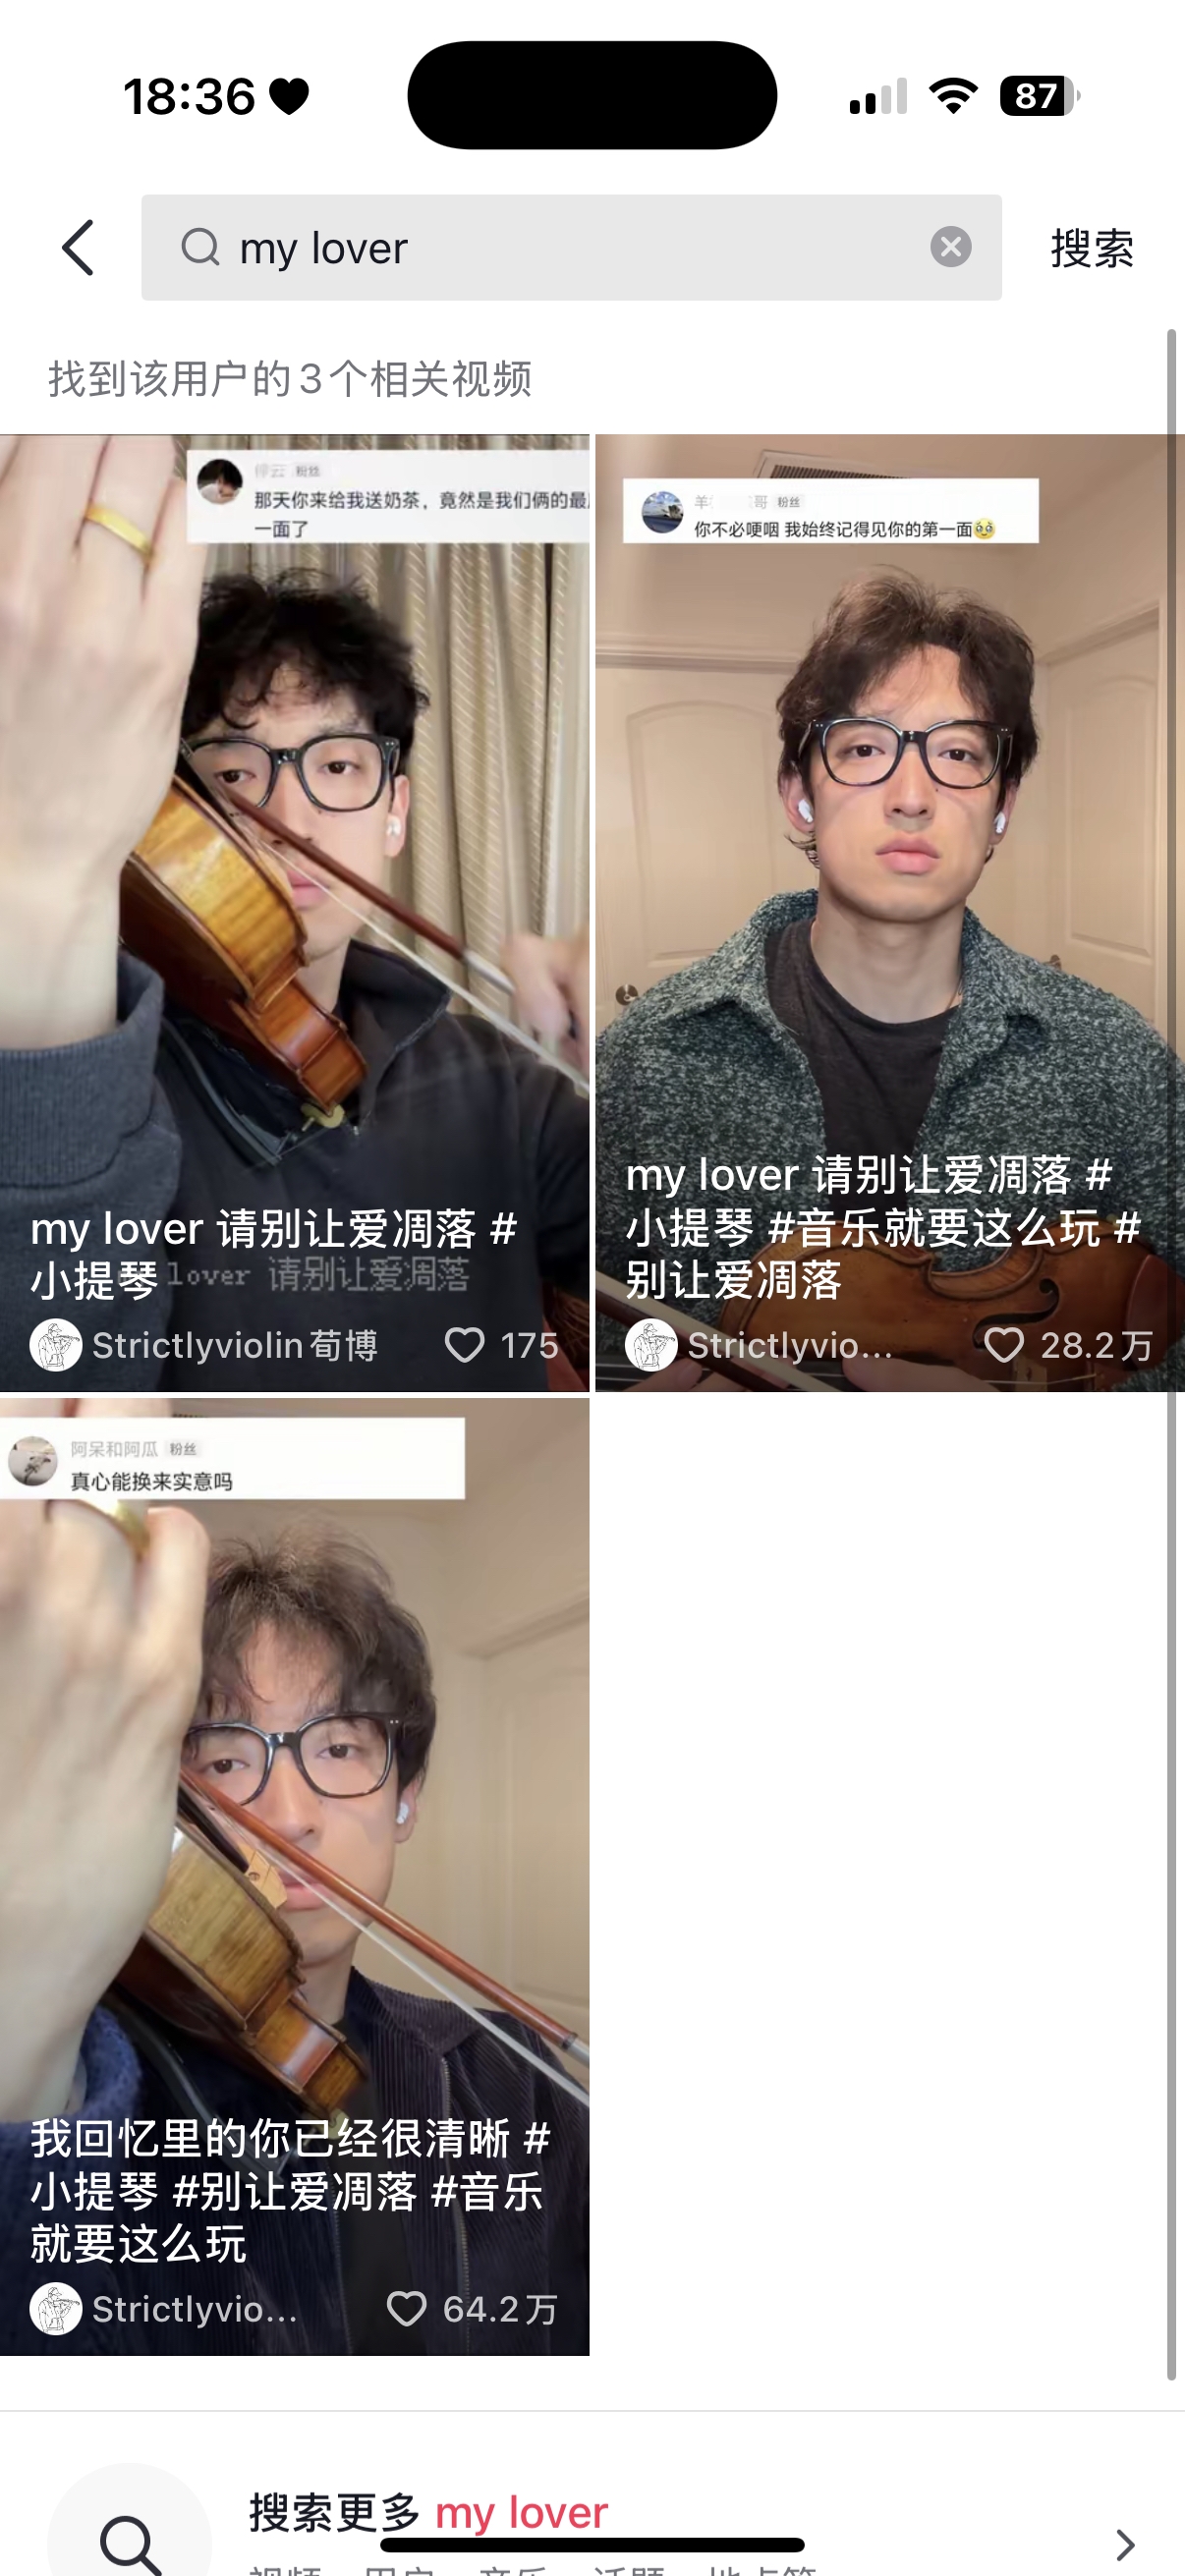 18:36
87
my lover
搜索
找到该用户的3个相关视频
停云 粉丝
那天你来给我送奶茶，竟然是我们俩的最
一面了
my lover 请别让爱凋落 #
小提琴
lover 请别让爱凋落
Strictlyviolin荀博
175
羊 哥 粉丝
你不必哽咽 我始终记得见你的第一面🥹
my lover 请别让爱凋落 #
小提琴 #音乐就要这么玩 #
别让爱凋落
Strictlyvio...
28.2万
阿呆和阿瓜 粉丝
真心能换来实意吗
我回忆里的你已经很清晰 #
小提琴 #别让爱凋落 #音乐
就要这么玩
Strictlyvio...
64.2万
搜索更多 my lover